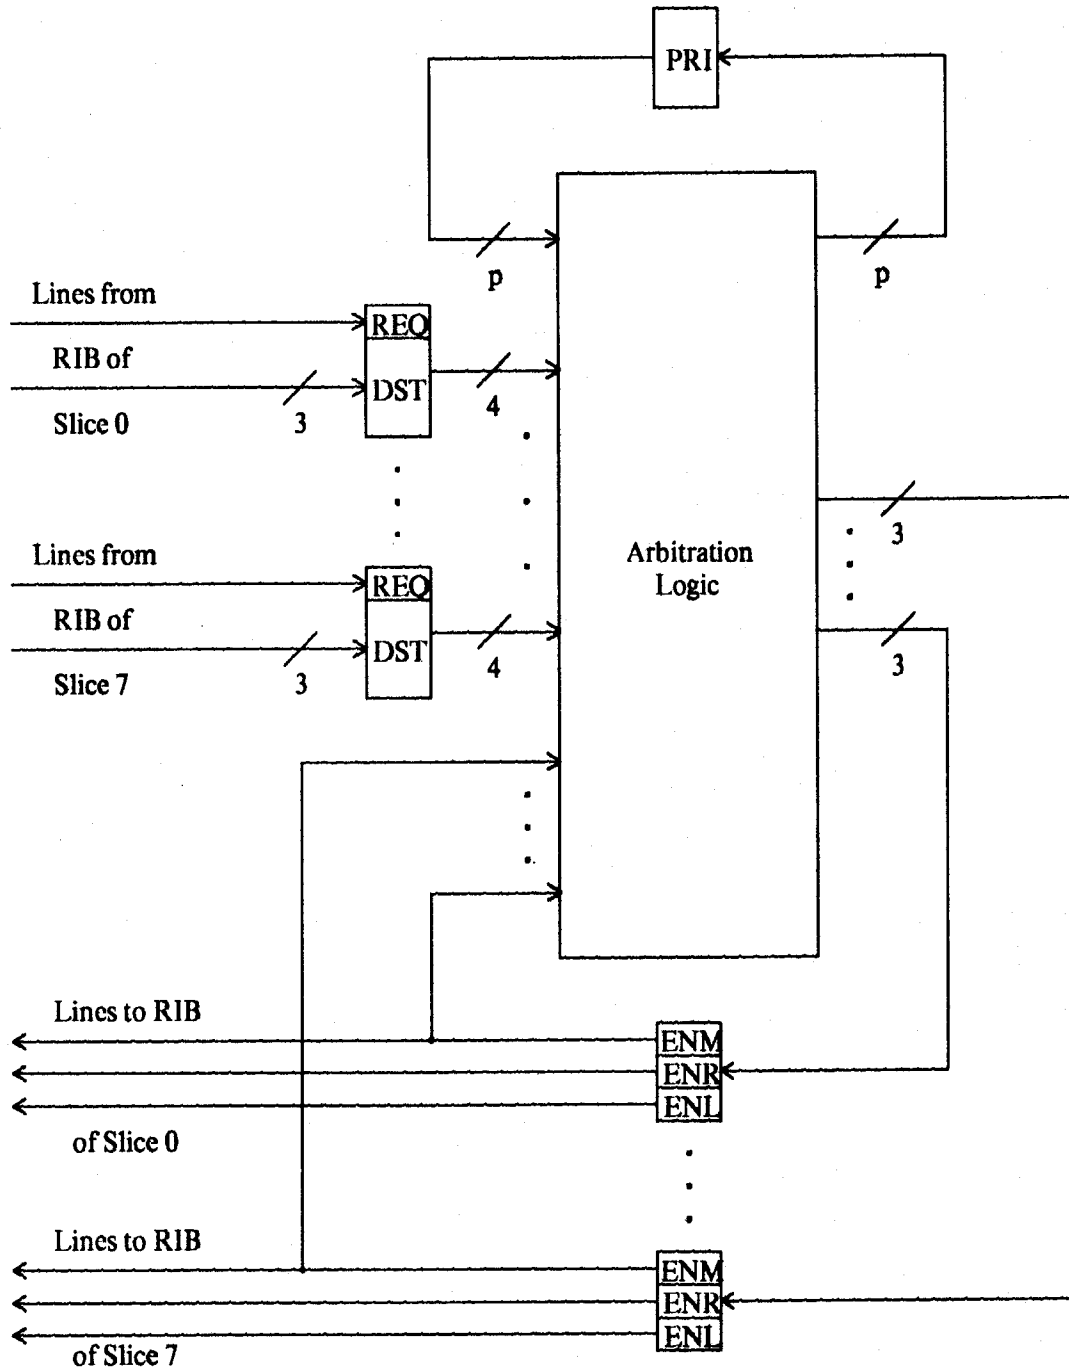 PRI
p
p
Lines from
REQ
RIB of
DST
Slice 0
3
4
Lines from
REQ
RIB of
DST
Slice 7
3
4
Arbitration
Logic
3
3
Lines to RIB
ENM
ENR
ENL
of Slice 0
Lines to RIB
ENM
ENR
ENL
of Slice 7